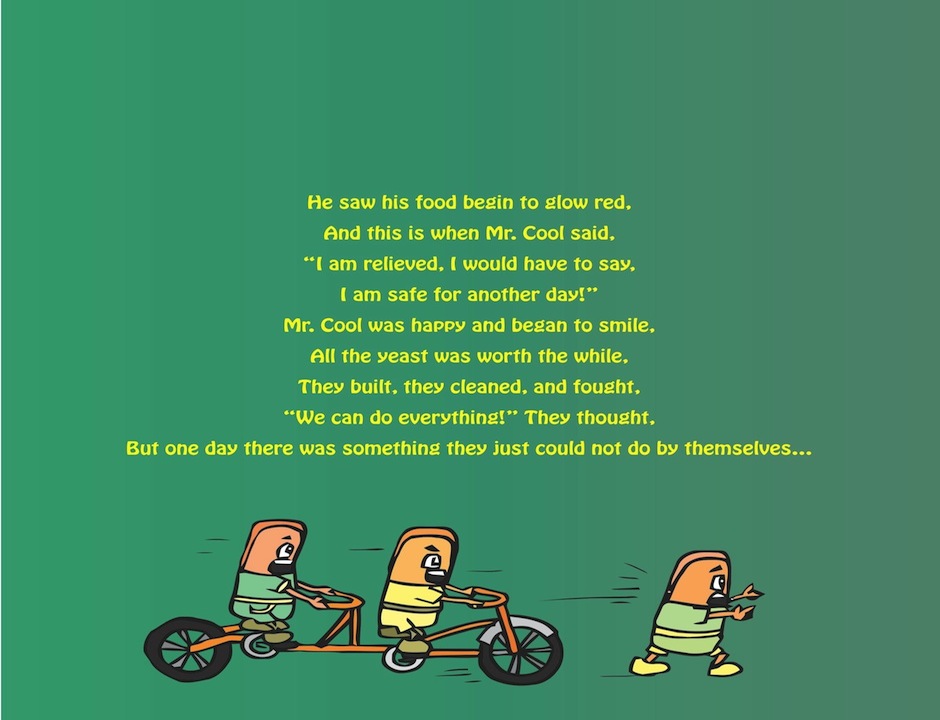 He saw his food begin to glow red,
And this is when Mr. Cool said,
“I am relieved, I would have to say,
I am safe for another day!”
Mr. Cool was happy and began to smile,
All the yeast was worth the while,
They built, they cleaned, and fought,
“We can do everything!” They thought,
But one day there was something they just could not do by themselves...